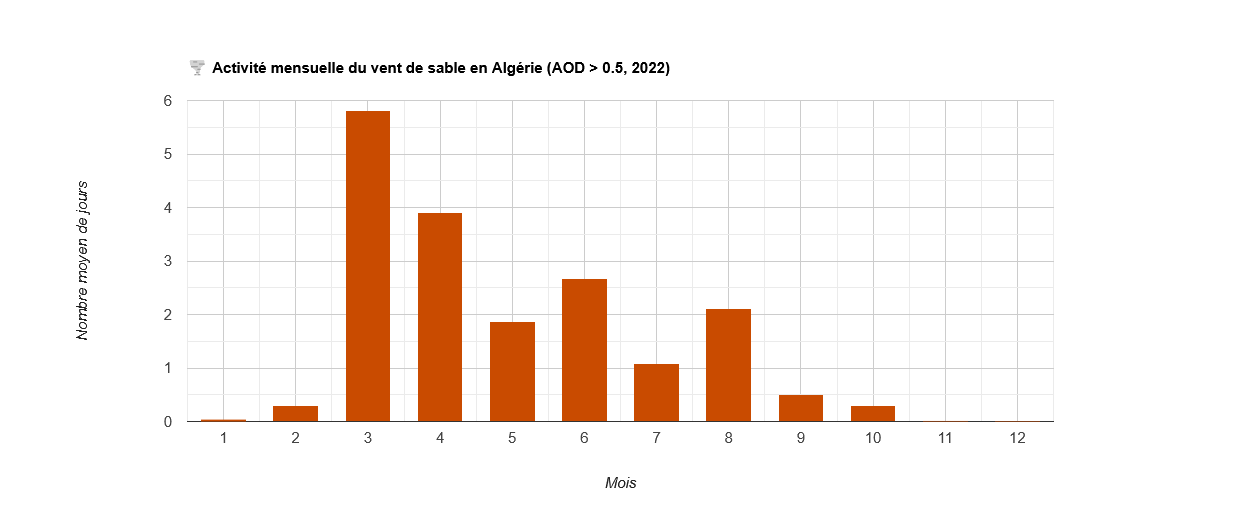 🌪 Activité mensuelle du vent de sable en Algérie (AOD > 0.5, 2022)
Nombre moyen de jours
6
5
4
3
2
1
0
1 2 3 4 5 6 7 8 9 10 11 12
Mois